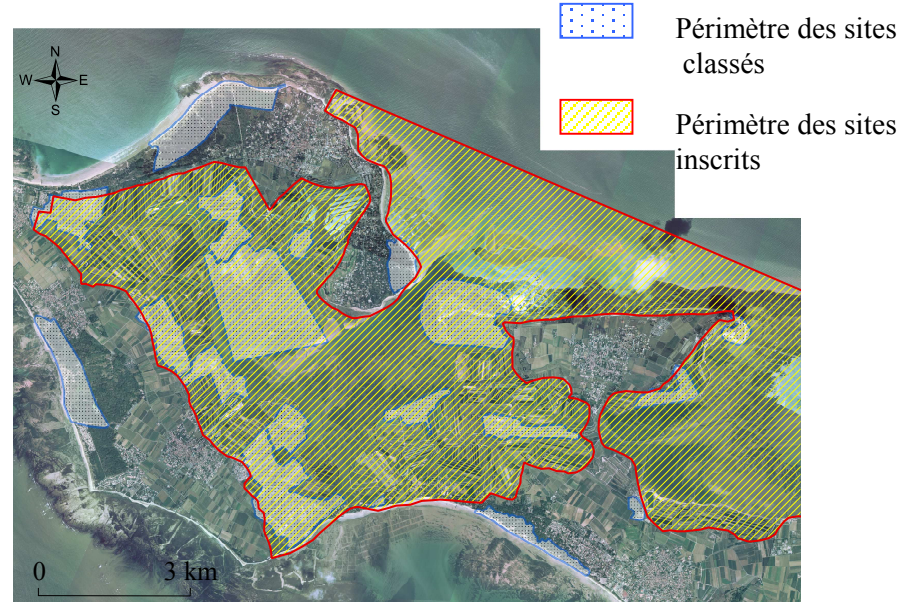 Périmètre des sites
classés
Périmètre des sites
inscrits
N
W E
S
0 3 km